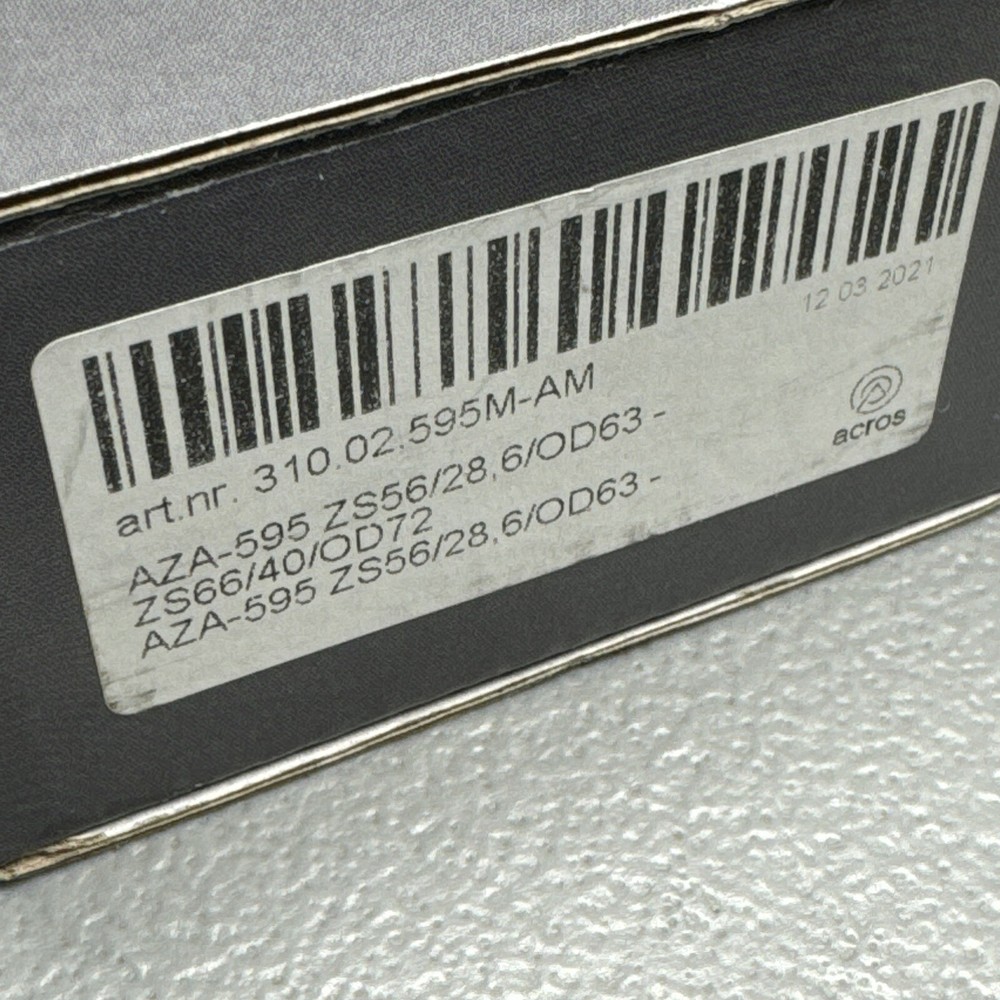 12 03 2021
art.nr. 310.02.595M-AM
AZA-595 ZS56/28,6/OD63 -
ZS66/40/OD72
AZA-595 ZS56/28,6/OD63 -
acros